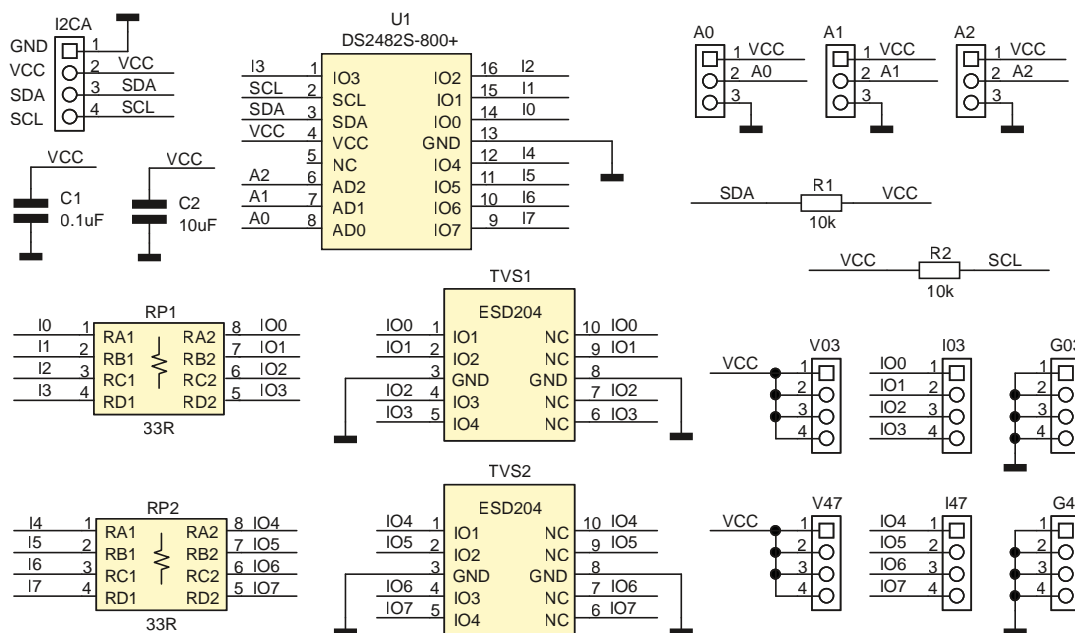 I2CA
GND 1
VCC 2 VCC
SDA 3 SDA
SCL 4 SCL
VCC
C1
0.1uF
VCC
C2
10uF
U1
DS2482S-800+
I3 1 IO3 IO2 16 I2
SCL 2 SCL IO1 15 I1
SDA 3 SDA IO0 14 I0
VCC 4 VCC GND 13
5 NC IO4 12 I4
A2 6 AD2 IO5 11 I5
A1 7 AD1 IO6 10 I6
A0 8 AD0 IO7 9 I7
A0
1 VCC
2 A0
3
A1
1 VCC
2 A1
3
A2
1 VCC
2 A2
3
SDA R1 VCC
10k
VCC R2 SCL
10k
RP1
I0 1 RA1 RA2 8 IO0
I1 2 RB1 RB2 7 IO1
I2 3 RC1 RC2 6 IO2
I3 4 RD1 RD2 5 IO3
33R
TVS1
ESD204
IO0 1 IO1 NC 10 IO0
IO1 2 IO2 NC 9 IO1
3 GND GND 8
IO2 4 IO3 NC 7 IO2
IO3 5 IO4 NC 6 IO3
V03
VCC 1
2
3
4
I03
IO0 1
IO1 2
IO2 3
IO3 4
G03
1
2
3
4
RP2
I4 1 RA1 RA2 8 IO4
I5 2 RB1 RB2 7 IO5
I6 3 RC1 RC2 6 IO6
I7 4 RD1 RD2 5 IO7
33R
TVS2
ESD204
IO4 1 IO1 NC 10 IO4
IO5 2 IO2 NC 9 IO5
3 GND GND 8
IO6 4 IO3 NC 7 IO6
IO7 5 IO4 NC 6 IO7
V47
VCC 1
2
3
4
I47
IO4 1
IO5 2
IO6 3
IO7 4
G4
1
2
3
4